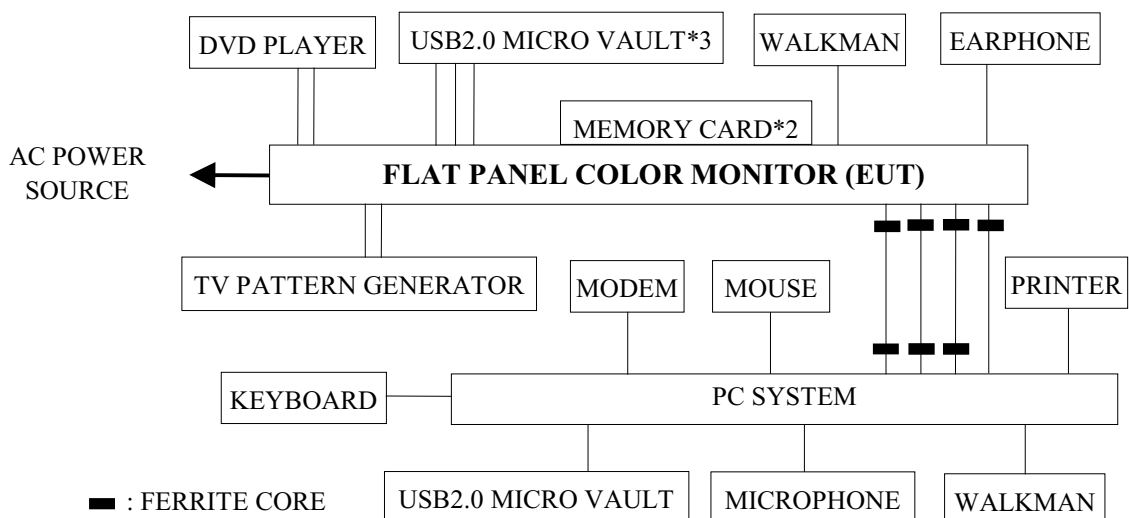 DVD PLAYER
USB2.0 MICRO VAULT*3
WALKMAN
EARPHONE
MEMORY CARD*2
AC POWER
SOURCE
FLAT PANEL COLOR MONITOR (EUT)
TV PATTERN GENERATOR
MODEM
MOUSE
PRINTER
KEYBOARD
PC SYSTEM
USB2.0 MICRO VAULT
MICROPHONE
WALKMAN
: FERRITE CORE